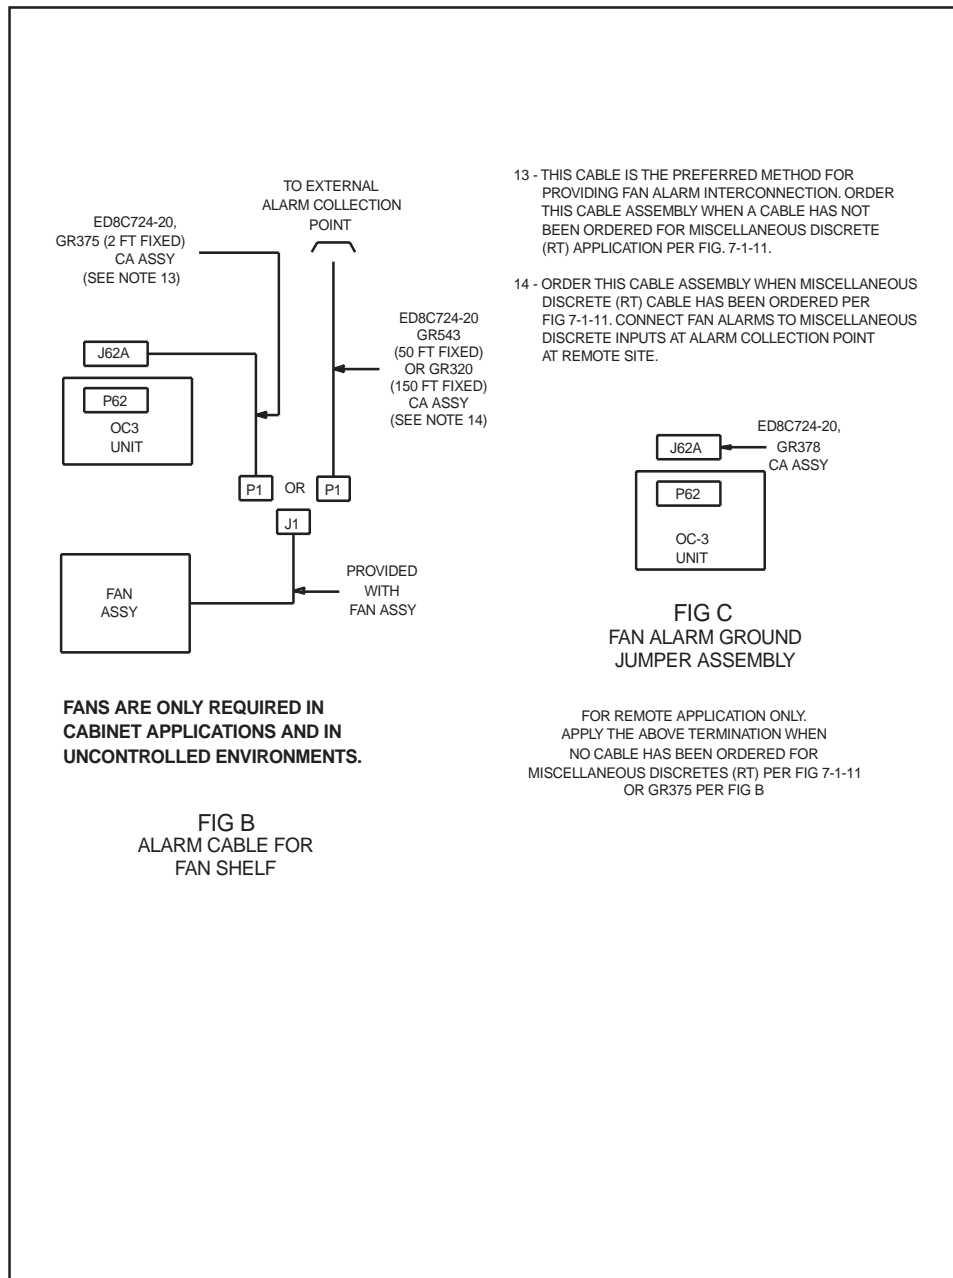 TO EXTERNAL
ALARM COLLECTION
POINT
ED8C724-20,
GR375 (2 FT FIXED)
CA ASSY
(SEE NOTE 13)
ED8C724-20
GR543
(50 FT FIXED)
OR GR320
(150 FT FIXED)
CA ASSY
(SEE NOTE 14)
J62A
P62
OC3
UNIT
P1 OR P1
J1
FAN
ASSY
PROVIDED
WITH
FAN ASSY
FANS ARE ONLY REQUIRED IN
CABINET APPLICATIONS AND IN
UNCONTROLLED ENVIRONMENTS.
FIG B
ALARM CABLE FOR
FAN SHELF
13 - THIS CABLE IS THE PREFERRED METHOD FOR
PROVIDING FAN ALARM INTERCONNECTION. ORDER
THIS CABLE ASSEMBLY WHEN A CABLE HAS NOT
BEEN ORDERED FOR MISCELLANEOUS DISCRETE
(RT) APPLICATION PER FIG. 7-1-11.
14 - ORDER THIS CABLE ASSEMBLY WHEN MISCELLANEOUS
DISCRETE (RT) CABLE HAS BEEN ORDERED PER
FIG 7-1-11. CONNECT FAN ALARMS TO MISCELLANEOUS
DISCRETE INPUTS AT ALARM COLLECTION POINT
AT REMOTE SITE.
ED8C724-20,
GR378
CA ASSY
J62A
P62
OC-3
UNIT
FIG C
FAN ALARM GROUND
JUMPER ASSEMBLY
FOR REMOTE APPLICATION ONLY.
APPLY THE ABOVE TERMINATION WHEN
NO CABLE HAS BEEN ORDERED FOR
MISCELLANEOUS DISCRETES (RT) PER FIG 7-1-11
OR GR375 PER FIG B